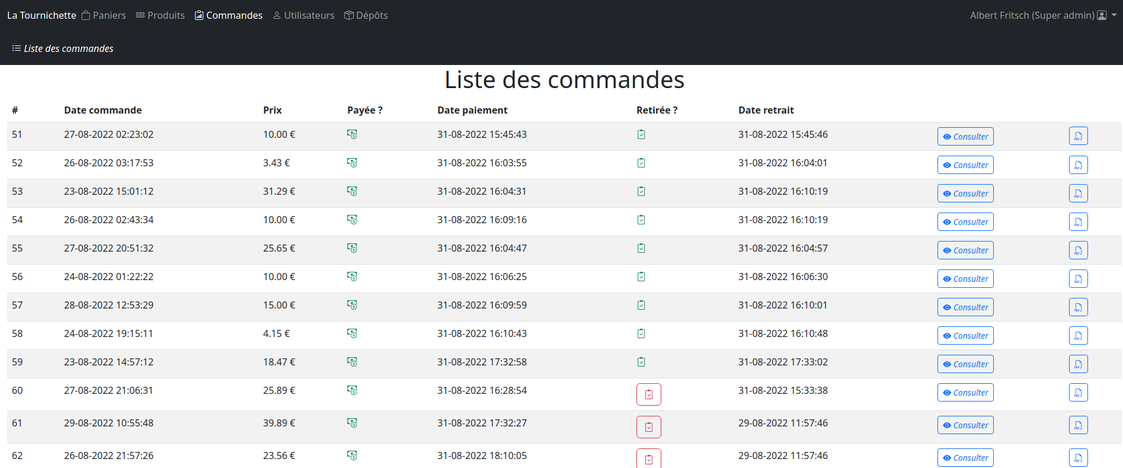 La Tournichette Paniers Produits Commandes Utilisateurs Dépôts Albert Fritsch (Super admin)
Liste des commandes
Liste des commandes
# Date commande Prix Payée ? Date paiement Retirée ? Date retrait
51 27-08-2022 02:23:02 10.00 € 31-08-2022 15:45:43 31-08-2022 15:45:46 Consulter
52 26-08-2022 03:17:53 3.43 € 31-08-2022 16:03:55 31-08-2022 16:04:01 Consulter
53 23-08-2022 15:01:12 31.29 € 31-08-2022 16:04:31 31-08-2022 16:10:19 Consulter
54 26-08-2022 02:43:34 10.00 € 31-08-2022 16:09:16 31-08-2022 16:10:19 Consulter
55 27-08-2022 20:51:32 25.65 € 31-08-2022 16:04:47 31-08-2022 16:04:57 Consulter
56 24-08-2022 01:22:22 10.00 € 31-08-2022 16:06:25 31-08-2022 16:06:30 Consulter
57 28-08-2022 12:53:29 15.00 € 31-08-2022 16:09:59 31-08-2022 16:10:01 Consulter
58 24-08-2022 19:15:11 4.15 € 31-08-2022 16:10:43 31-08-2022 16:10:48 Consulter
59 23-08-2022 14:57:12 18.47 € 31-08-2022 17:32:58 31-08-2022 17:33:02 Consulter
60 27-08-2022 21:06:31 25.89 € 31-08-2022 16:28:54 31-08-2022 15:33:38 Consulter
61 29-08-2022 10:55:48 39.89 € 31-08-2022 17:32:27 29-08-2022 11:57:46 Consulter
62 26-08-2022 21:57:26 23.56 € 31-08-2022 18:10:05 29-08-2022 11:57:46 Consulter